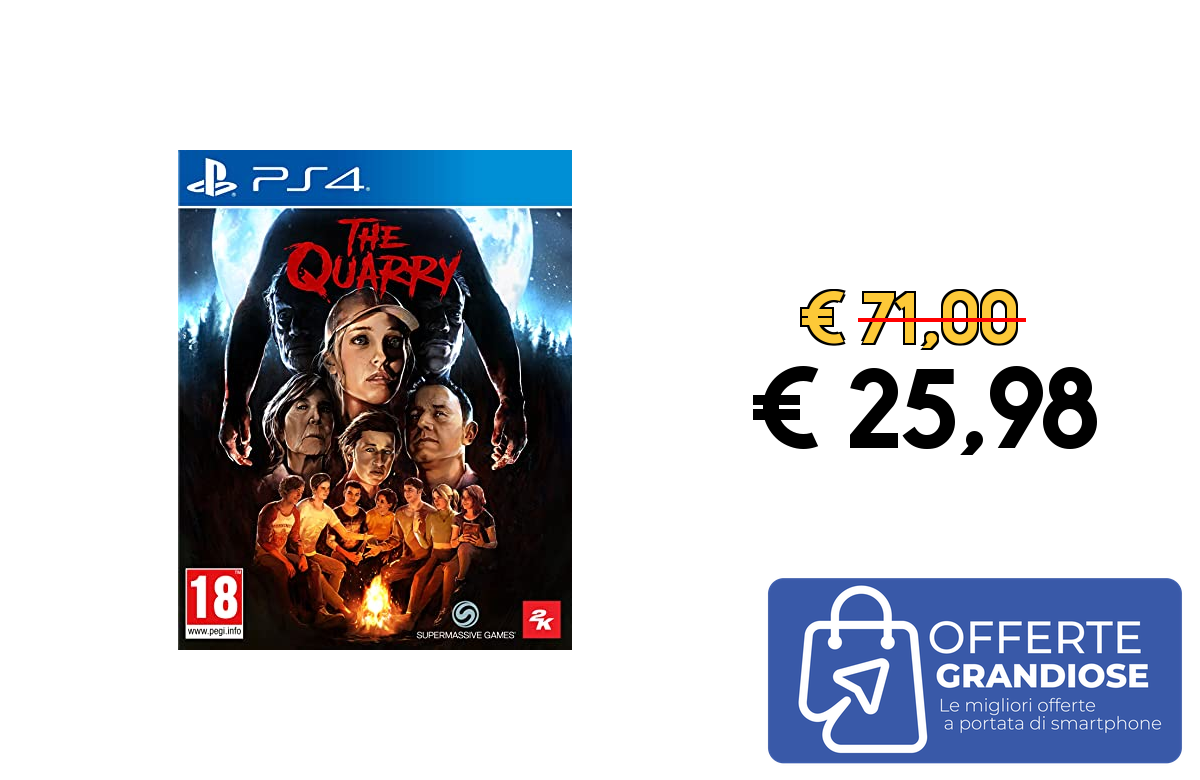 PS4
THE
QUARRY
18
www.pegi.info
SUPERMASSIVE GAMES
2K
€ 71,00
€ 25,98
OFFERTE
GRANDIOSE
Le migliori offerte
a portata di smartphone